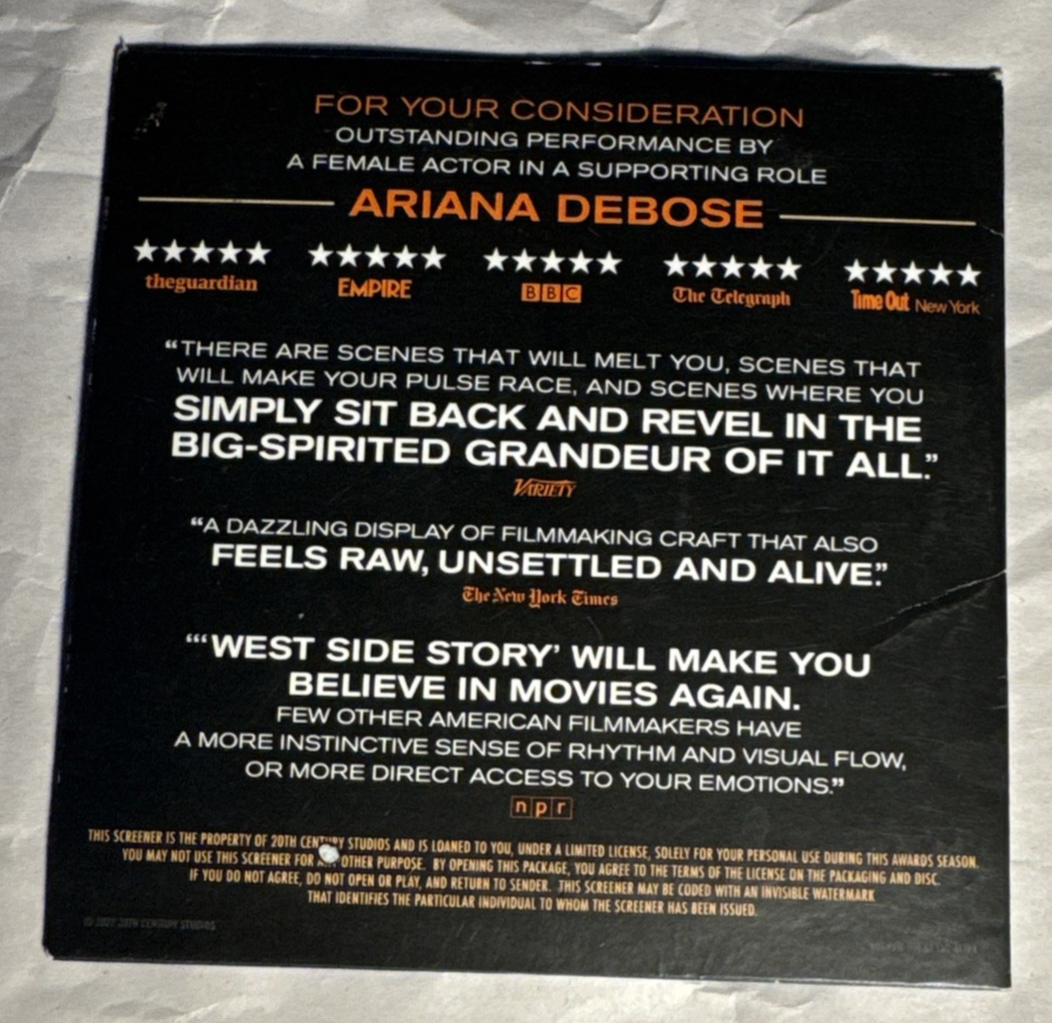 FOR YOUR CONSIDERATION
OUTSTANDING PERFORMANCE BY
A FEMALE ACTOR IN A SUPPORTING ROLE
ARIANA DEBOSE
★★★★★ ★★★★★ ★★★★★ ★★★★★ ★★★★★
theguardian EMPIRE BBC The Telegraph Time Out New York
“THERE ARE SCENES THAT WILL MELT YOU, SCENES THAT
WILL MAKE YOUR PULSE RACE, AND SCENES WHERE YOU
SIMPLY SIT BACK AND REVEL IN THE
BIG-SPIRITED GRANDEUR OF IT ALL.”
VARIETY
“A DAZZLING DISPLAY OF FILMMAKING CRAFT THAT ALSO
FEELS RAW, UNSETTLED AND ALIVE.”
The New York Times
“‘WEST SIDE STORY’ WILL MAKE YOU
BELIEVE IN MOVIES AGAIN.
FEW OTHER AMERICAN FILMMAKERS HAVE
A MORE INSTINCTIVE SENSE OF RHYTHM AND VISUAL FLOW,
OR MORE DIRECT ACCESS TO YOUR EMOTIONS.”
npr
THIS SCREENER IS THE PROPERTY OF 20TH CENTURY STUDIOS AND IS LOANED TO YOU, UNDER A LIMITED LICENSE, SOLELY FOR YOUR PERSONAL USE DURING THIS AWARDS SEASON.
YOU MAY NOT USE THIS SCREENER FOR OTHER PURPOSE. BY OPENING THIS PACKAGE, YOU AGREE TO THE TERMS OF THE LICENSE ON THE PACKAGING AND DISC.
IF YOU DO NOT AGREE, DO NOT OPEN OR PLAY, AND RETURN TO SENDER. THIS SCREENER MAY BE CODED WITH AN INVISIBLE WATERMARK
THAT IDENTIFIES THE PARTICULAR INDIVIDUAL TO WHOM THE SCREENER HAS BEEN ISSUED.
20TH CENTURY STUDIOS